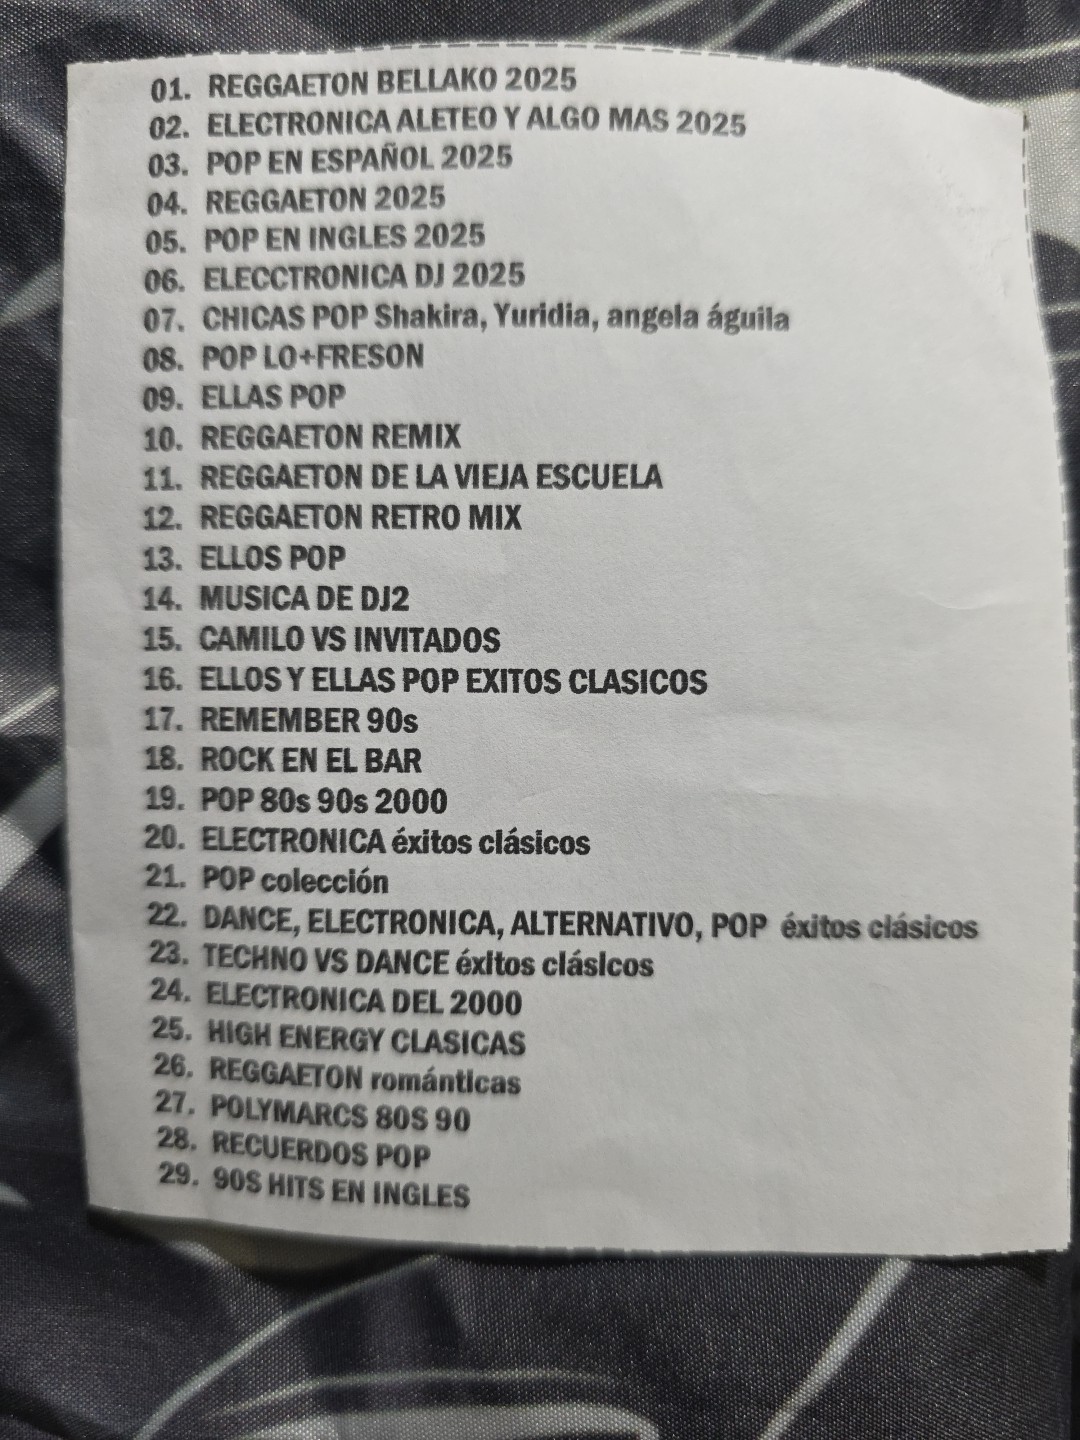 01. REGGAETON BELLAKO 2025
02. ELECTRONICA ALETEO Y ALGO MAS 2025
03. POP EN ESPAÑOL 2025
04. REGGAETON 2025
05. POP EN INGLES 2025
06. ELECCTRONICA DJ 2025
07. CHICAS POP Shakira, Yuridia, angela águila
08. POP LO+FRESON
09. ELLAS POP
10. REGGAETON REMIX
11. REGGAETON DE LA VIEJA ESCUELA
12. REGGAETON RETRO MIX
13. ELLOS POP
14. MUSICA DE DJ2
15. CAMILO VS INVITADOS
16. ELLOS Y ELLAS POP EXITOS CLASICOS
17. REMEMBER 90s
18. ROCK EN EL BAR
19. POP 80s 90s 2000
20. ELECTRONICA éxitos clásicos
21. POP colección
22. DANCE, ELECTRONICA, ALTERNATIVO, POP éxitos clásicos
23. TECHNO VS DANCE éxitos clásicos
24. ELECTRONICA DEL 2000
25. HIGH ENERGY CLASICAS
26. REGGAETON románticas
27. POLYMARCS 80S 90
28. RECUERDOS POP
29. 90S HITS EN INGLES